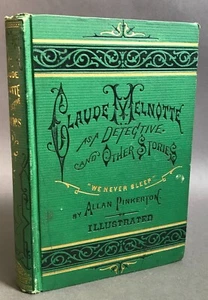 Claude Melnotte
As a Detective
and Other Stories
"We Never Sleep"
By Allan Pinkerton
Illustrated